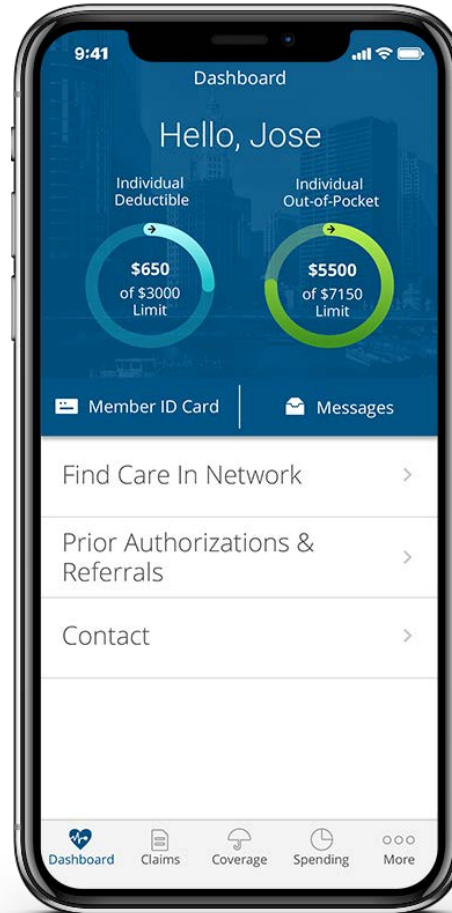 9:41
Dashboard
Hello, Jose
Individual
Deductible
$650
of $3000
Limit
Individual
Out-of-Pocket
$5500
of $7150
Limit
Member ID Card
Messages
Find Care In Network
Prior Authorizations &
Referrals
Contact
Dashboard
Claims
Coverage
Spending
More